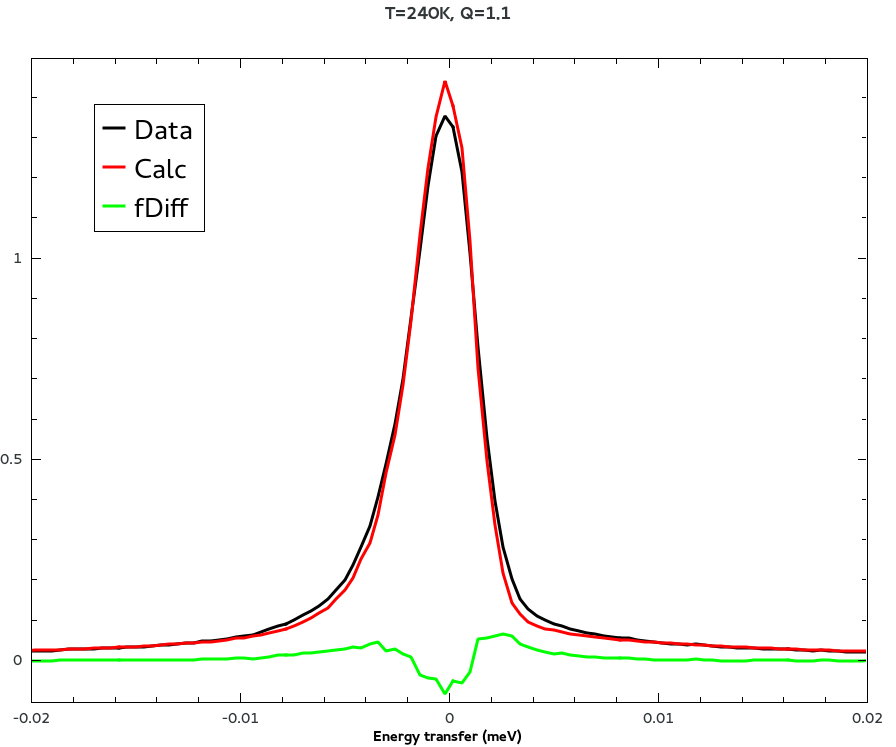 T=240K, Q=1.1
Data
Calc
fDiff
1
0.5
0
-0.02 -0.01 0 0.01 0.02
Energy transfer (meV)